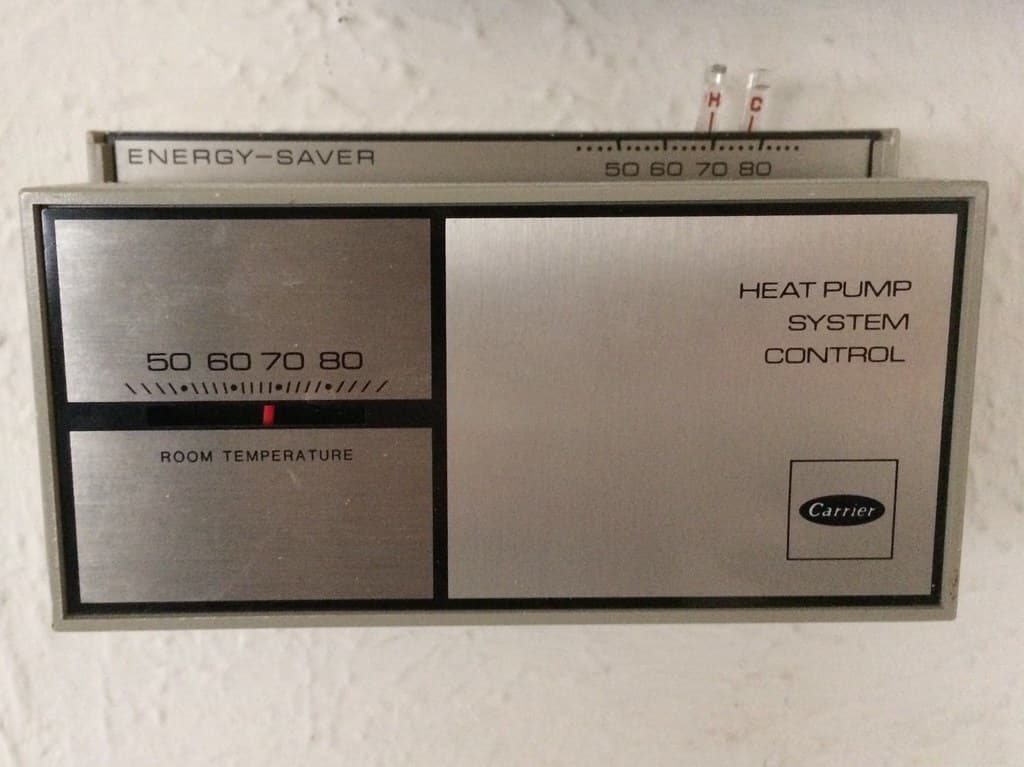 H C
ENERGY-SAVER
50 60 70 80
HEAT PUMP
SYSTEM
CONTROL
50 60 70 80
ROOM TEMPERATURE
Carrier